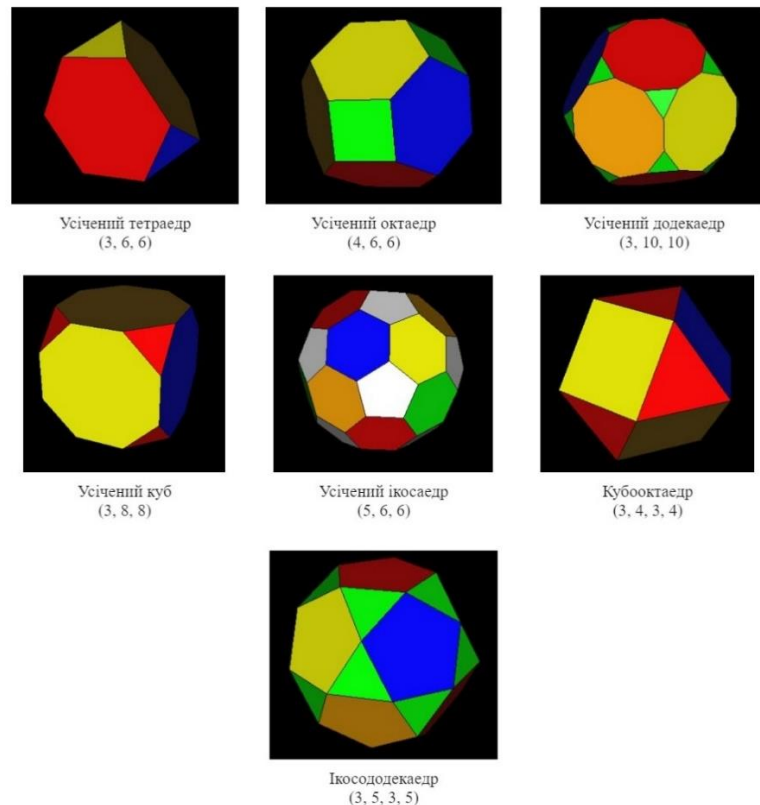 Усічений тетраедр
(3, 6, 6)
Усічений октаедр
(4, 6, 6)
Усічений додекаедр
(3, 10, 10)
Усічений куб
(3, 8, 8)
Усічений ікосаедр
(5, 6, 6)
Кубооктаедр
(3, 4, 3, 4)
Ікосододекаедр
(3, 5, 3, 5)